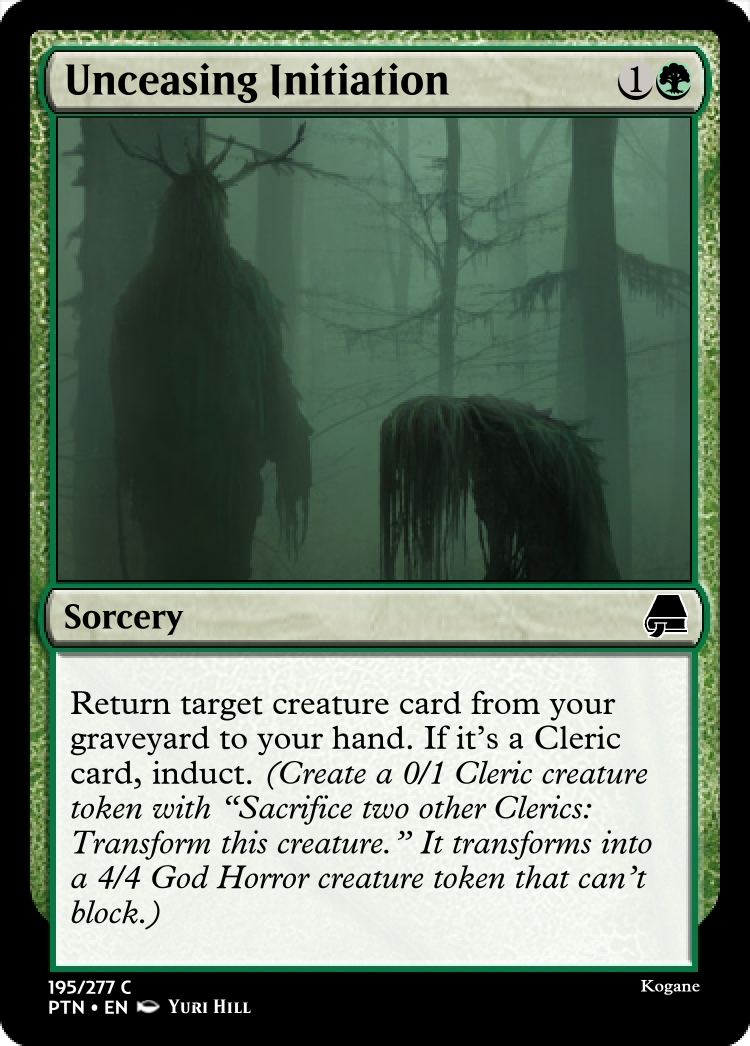 Unceasing Initiation 1
Sorcery
Return target creature card from your
graveyard to your hand. If it's a Cleric
card, induct. (Create a 0/1 Cleric creature
token with “Sacrifice two other Clerics:
Transform this creature.” It transforms into
a 4/4 God Horror creature token that can't
block.)
195/277 C
Kogane
PTN • EN Yuri Hill